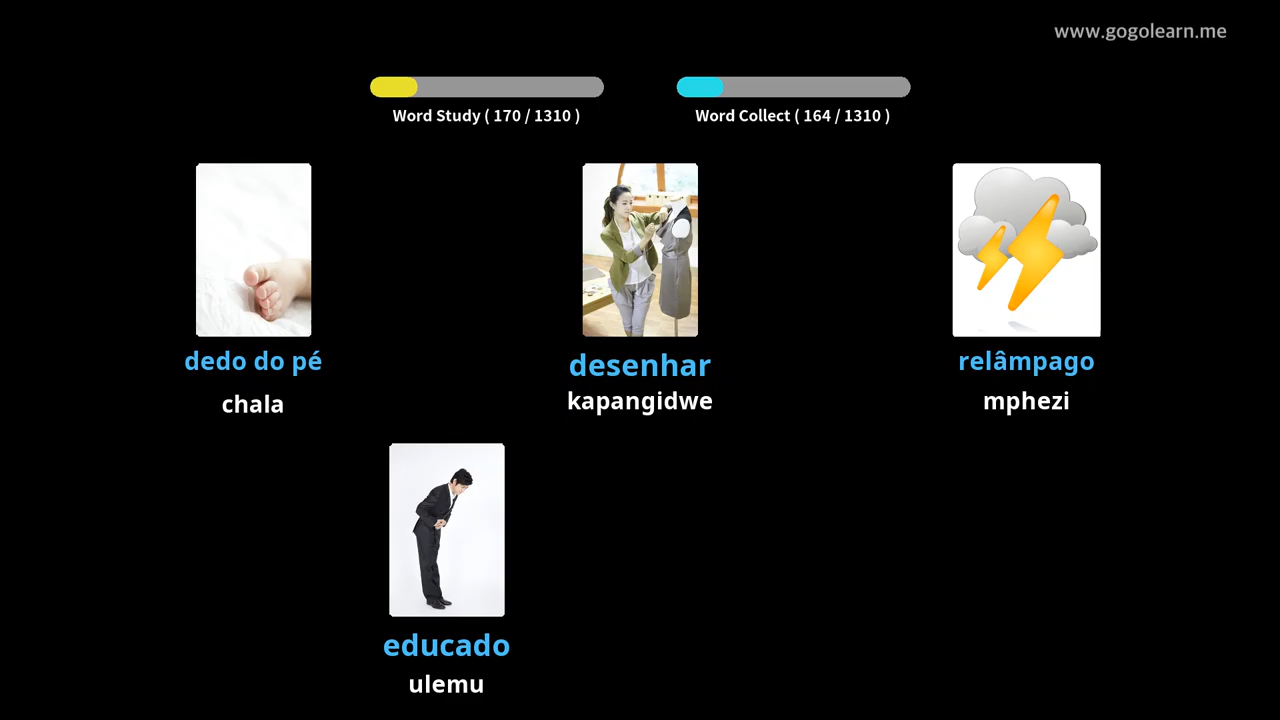 www.gogolearn.me
Word Study ( 170 / 1310 )
Word Collect ( 164 / 1310 )
dedo do pé
chala
desenhar
kapangidwe
relâmpago
mphezi
educado
ulemu